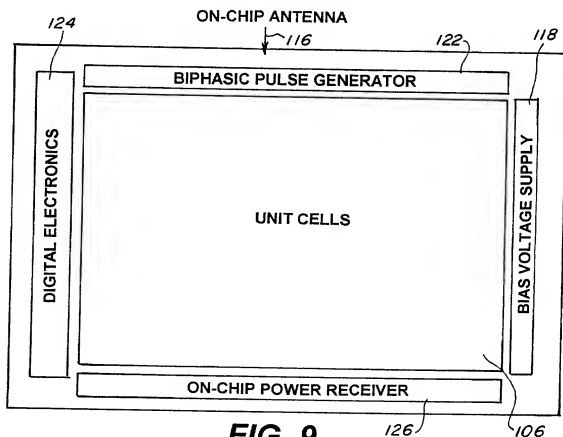 124
ON-CHIP ANTENNA
116
122
118
BIPHASIC PULSE GENERATOR
DIGITAL ELECTRONICS
UNIT CELLS
BIAS VOLTAGE SUPPLY
ON-CHIP POWER RECEIVER
FIG. 9
126
106